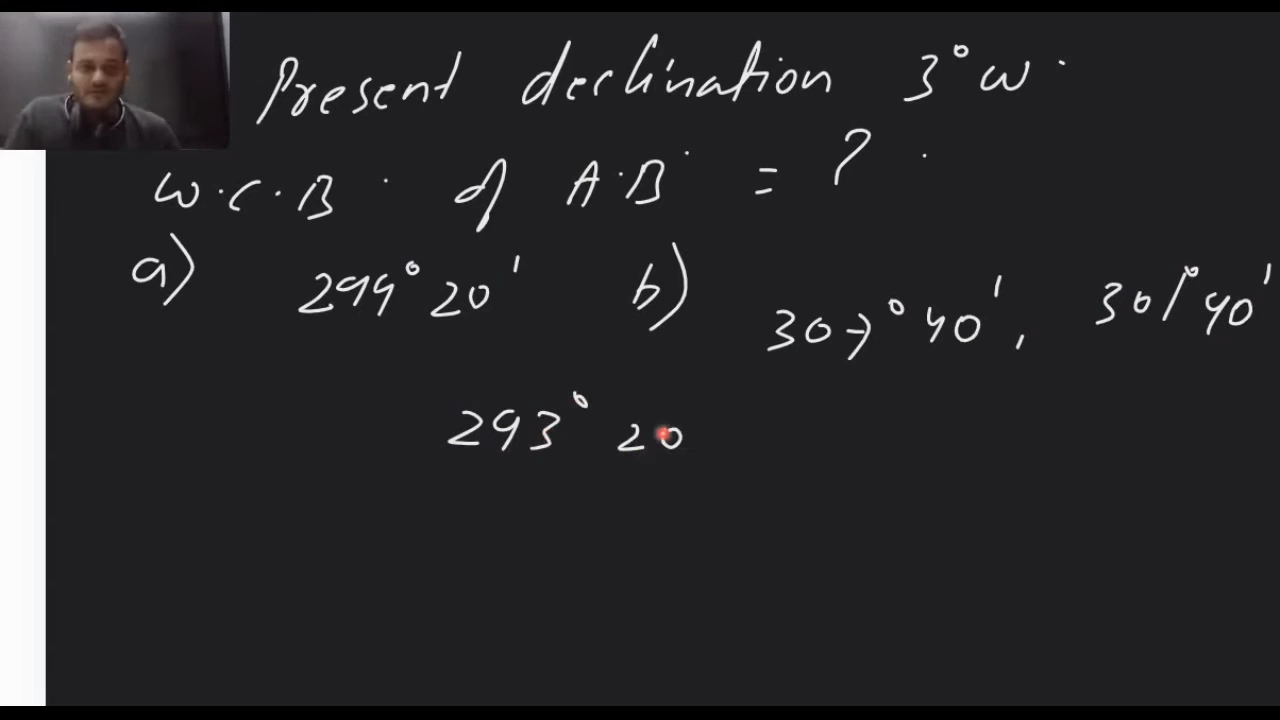 Present declination 3° W.
W.C.B. of A.B. = ? .
a) 299° 20' b) 307° 40', 301° 40'
293° 20